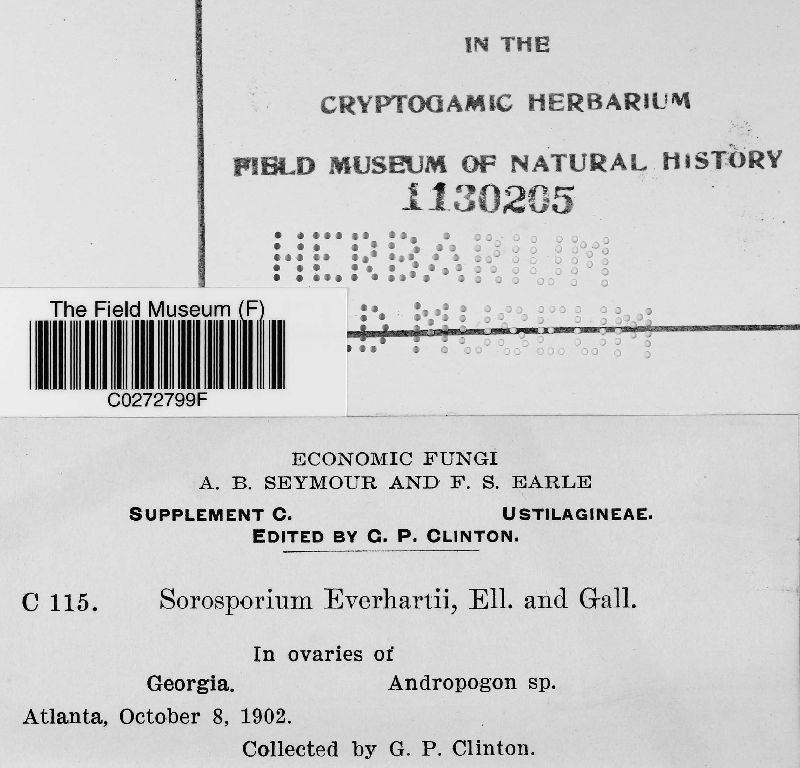 IN THE
CRYPTOGAMIC HERBARIUM
FIELD MUSEUM OF NATURAL HISTORY
1130205
HERBARIUM
D MUSEUM
The Field Museum (F)
C0272799F
ECONOMIC FUNGI
A. B. SEYMOUR AND F. S. EARLE
SUPPLEMENT C. USTILAGINEAE.
EDITED BY G. P. CLINTON.
C 115. Sorosporium Everhartii, Ell. and Gall.
In ovaries of
Georgia. Andropogon sp.
Atlanta, October 8, 1902.
Collected by G. P. Clinton.